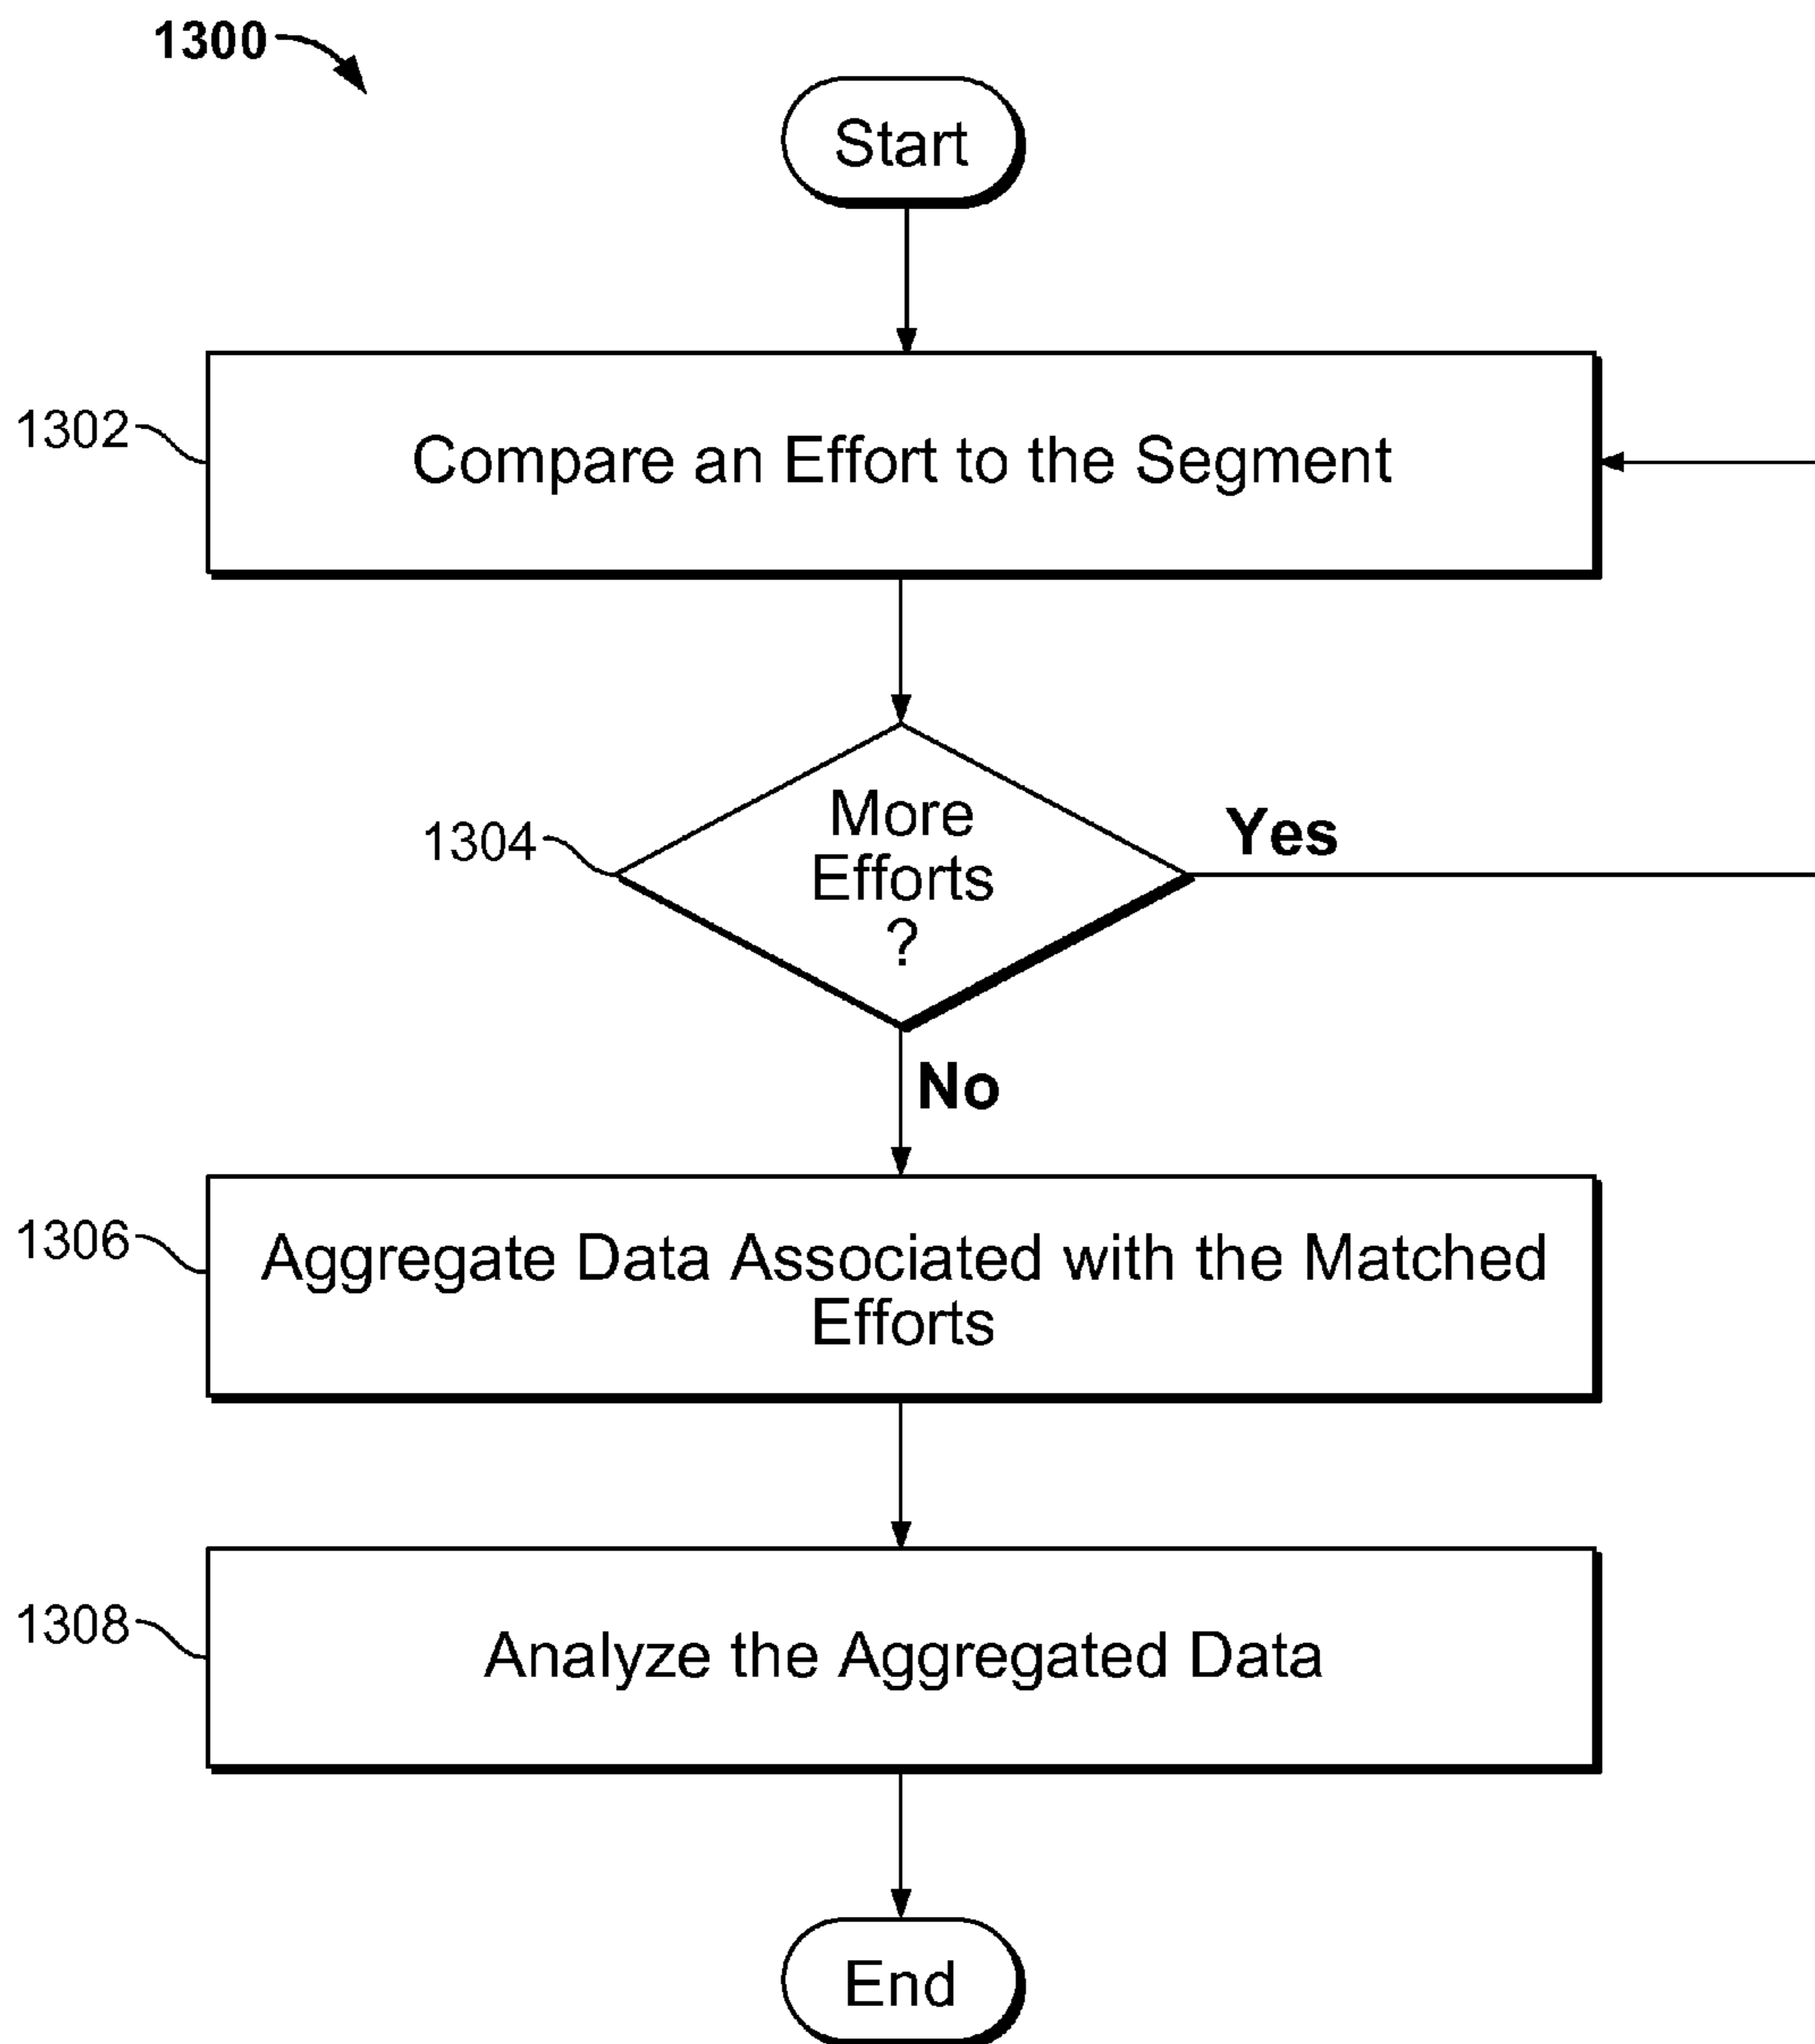 1300
Start
1302
Compare an Effort to the Segment
1304
More
Efforts
?
Yes
No
1306
Aggregate Data Associated with the Matched
Efforts
1308
Analyze the Aggregated Data
End